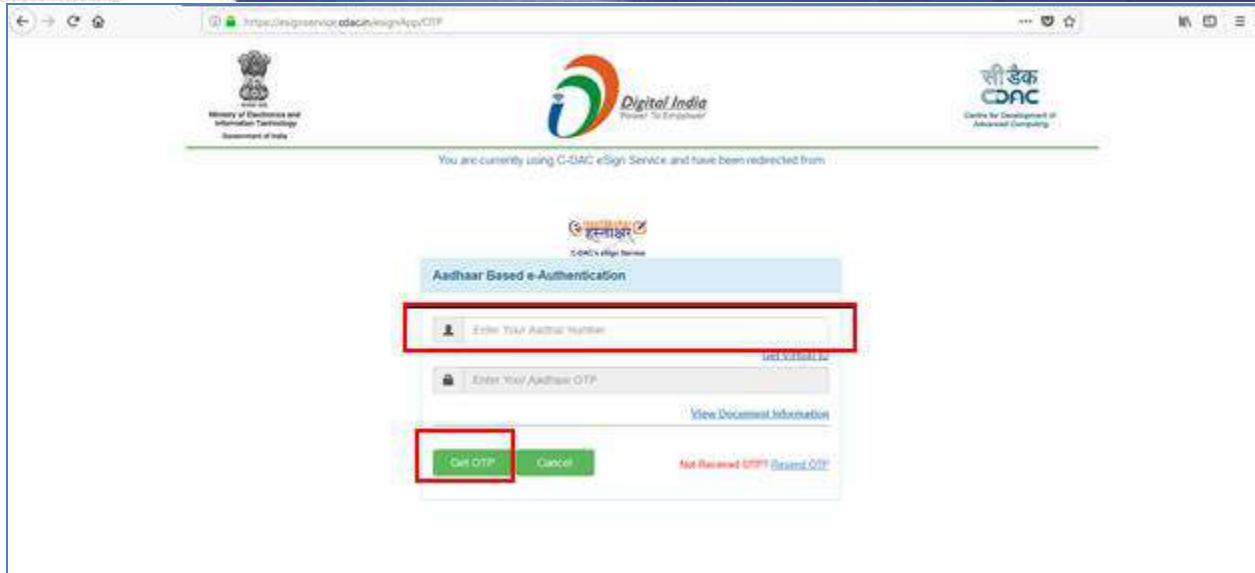 https://esignservice.cdac.in/esignApp/OTP
Ministry of Electronics and
Information Technology
Government of India
Digital India
Power To Empower
सी डैक
CDAC
Centre for Development of
Advanced Computing
You are currently using C-DAC eSign Service and have been redirected from
हस्ताक्षर
C-DAC's eSign Service
Aadhaar Based e-Authentication
Enter Your Aadhar Number
Get Virtual ID
Enter Your Aadhaar OTP
View Document Information
Get OTP Cancel Not Received OTP? Resend OTP